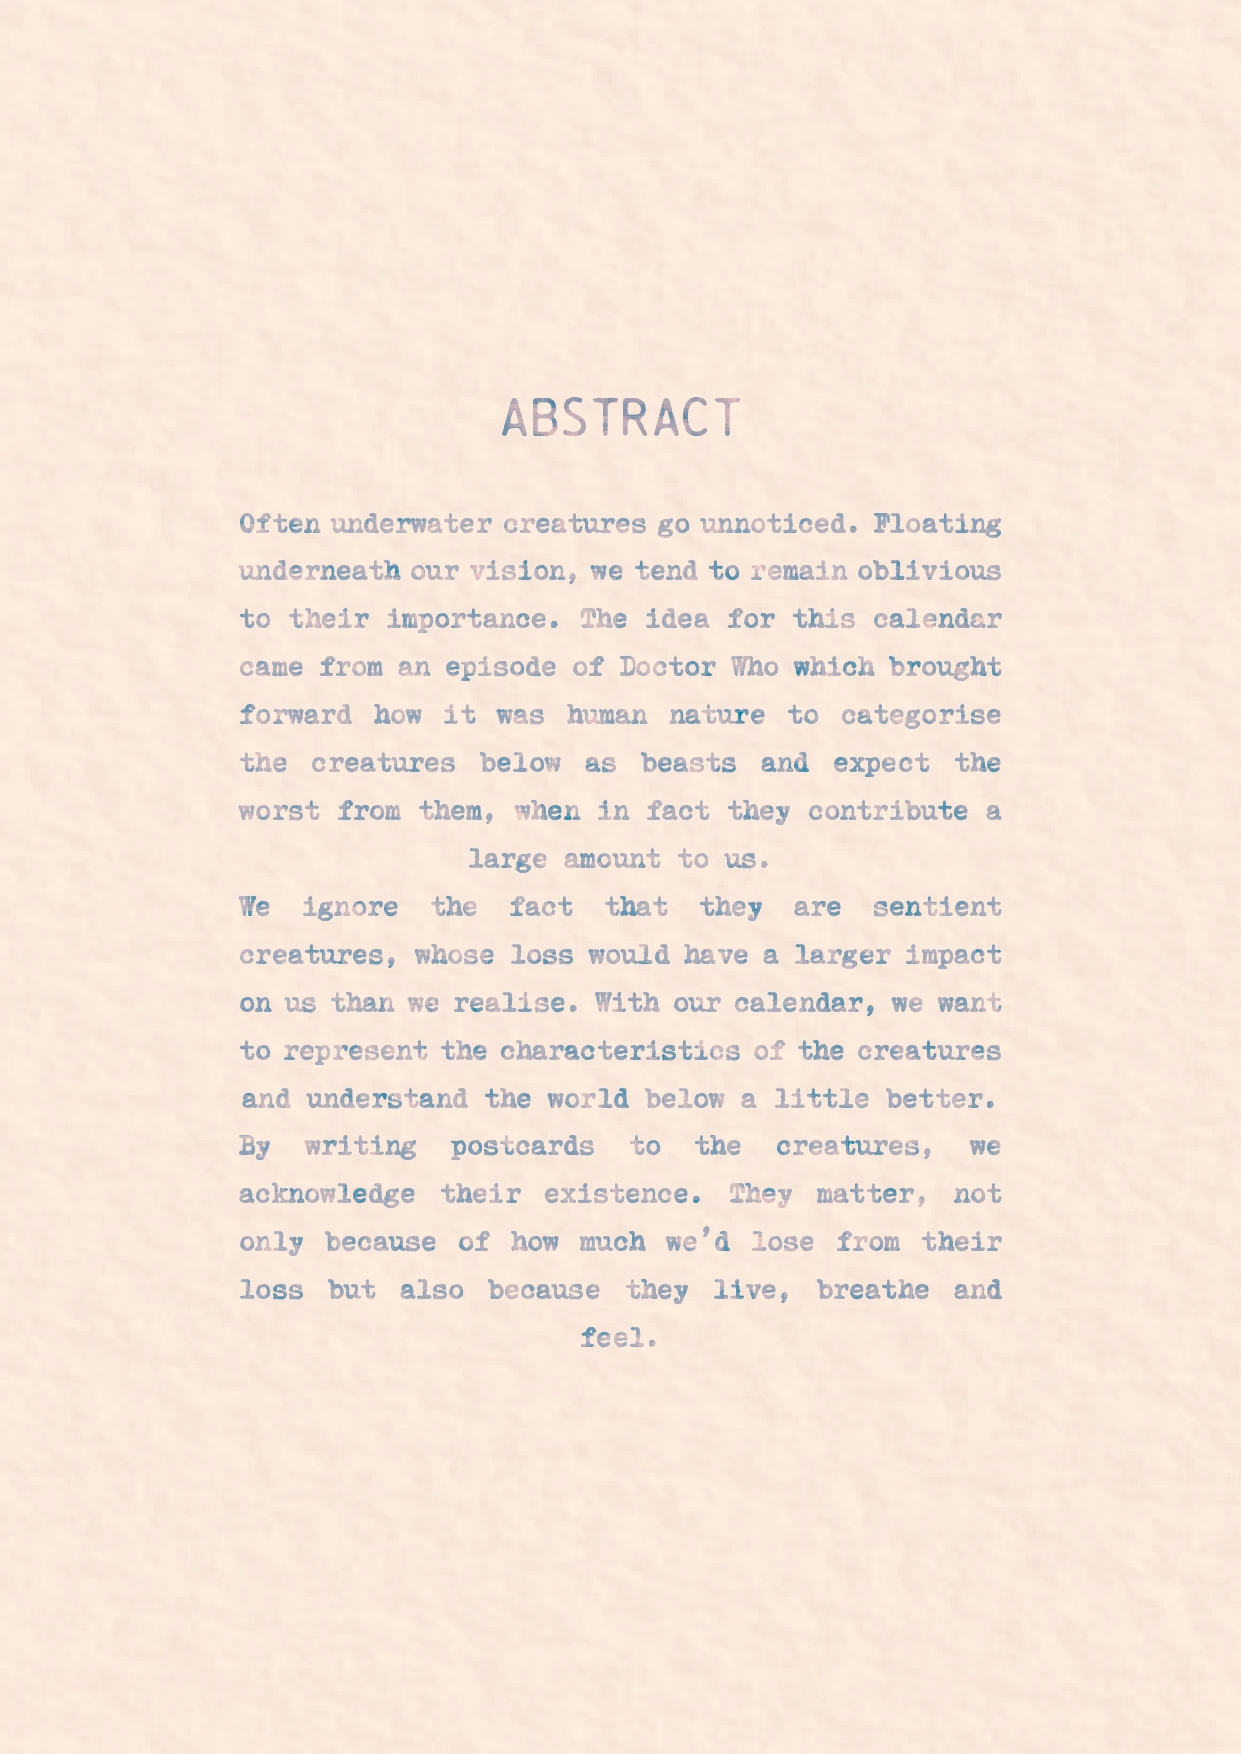 ABSTRACT
Often underwater creatures go unnoticed. Floating
underneath our vision, we tend to remain oblivious
to their importance. The idea for this calendar
came from an episode of Doctor Who which brought
forward how it was human nature to categorise
the creatures below as beasts and expect the
worst from them, when in fact they contribute a
large amount to us.
We ignore the fact that they are sentient
creatures, whose loss would have a larger impact
on us than we realise. With our calendar, we want
to represent the characteristics of the creatures
and understand the world below a little better.
By writing postcards to the creatures, we
acknowledge their existence. They matter, not
only because of how much we'd lose from their
loss but also because they live, breathe and
feel.